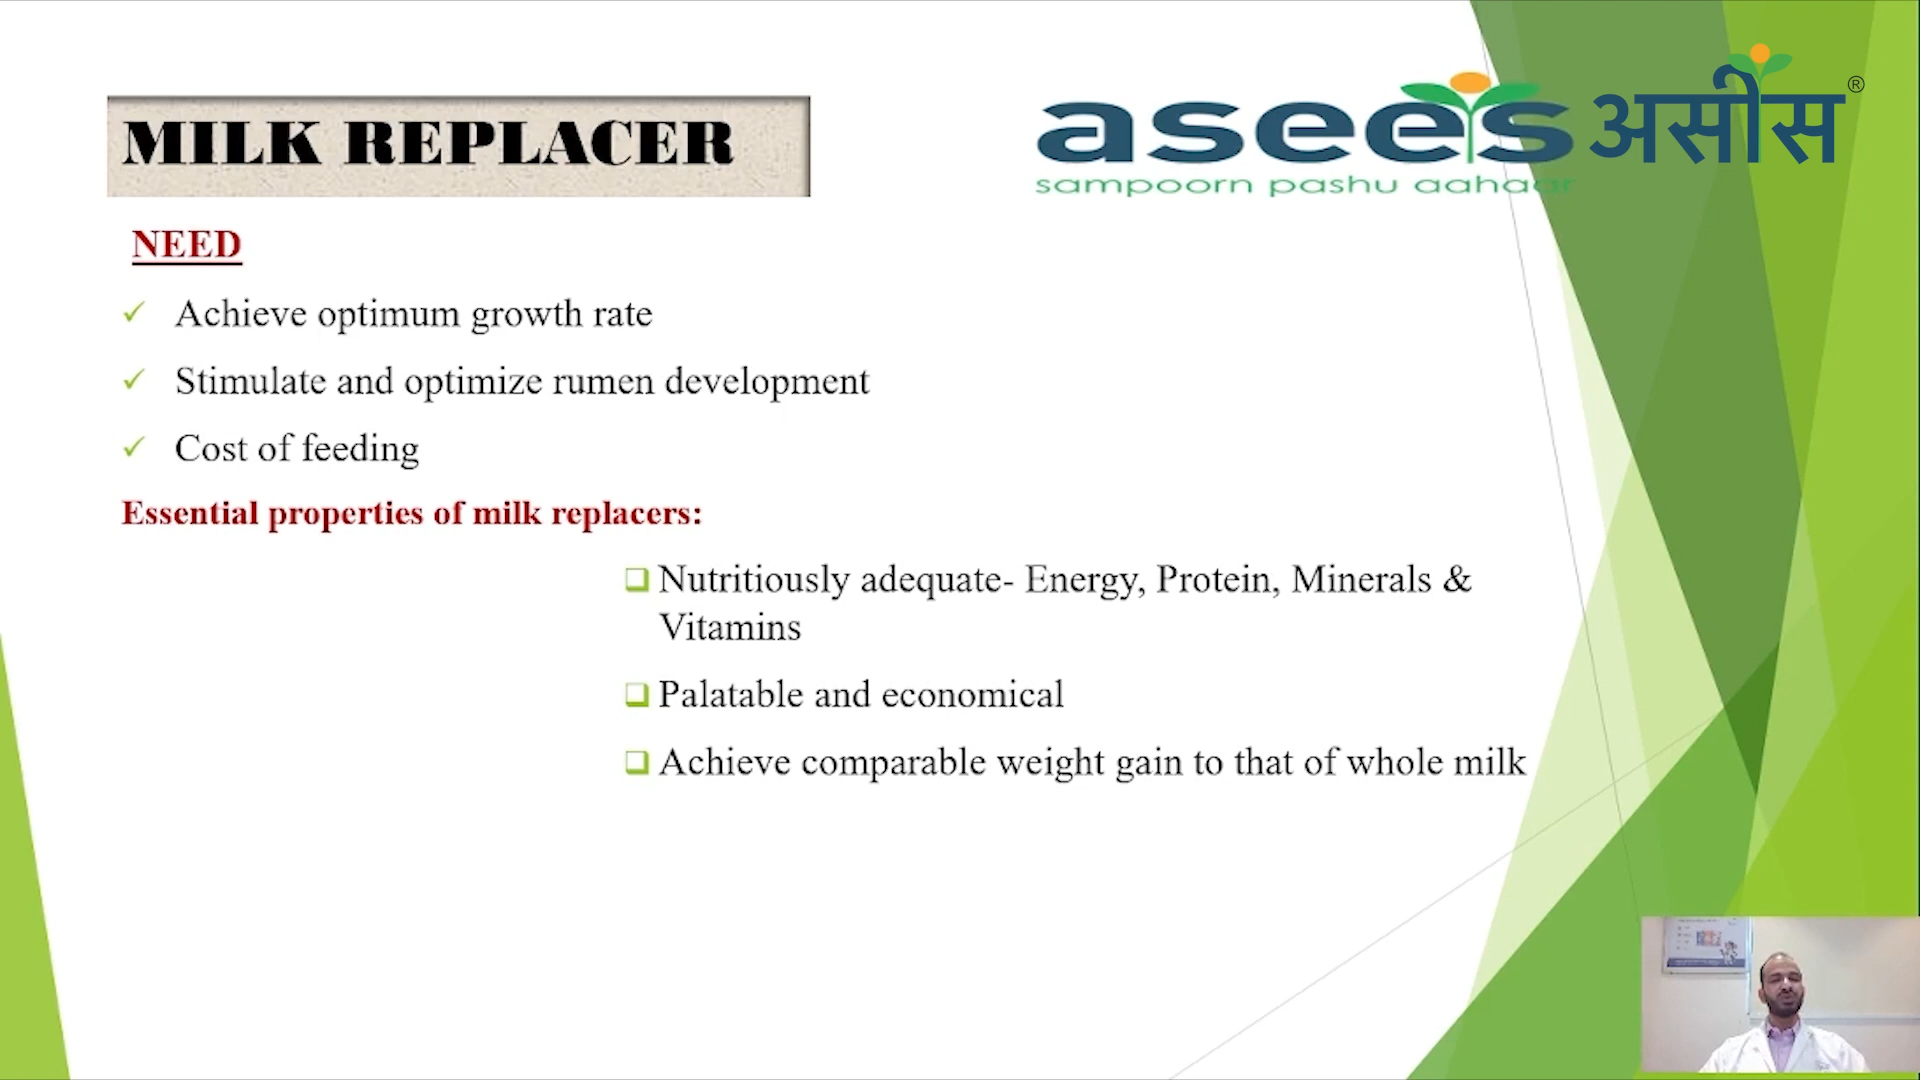 MILK REPLACER
asees असीस ®
sampoorn pashu aahaar
NEED
Achieve optimum growth rate
Stimulate and optimize rumen development
Cost of feeding
Essential properties of milk replacers:
Nutritiously adequate- Energy, Protein, Minerals &
Vitamins
Palatable and economical
Achieve comparable weight gain to that of whole milk